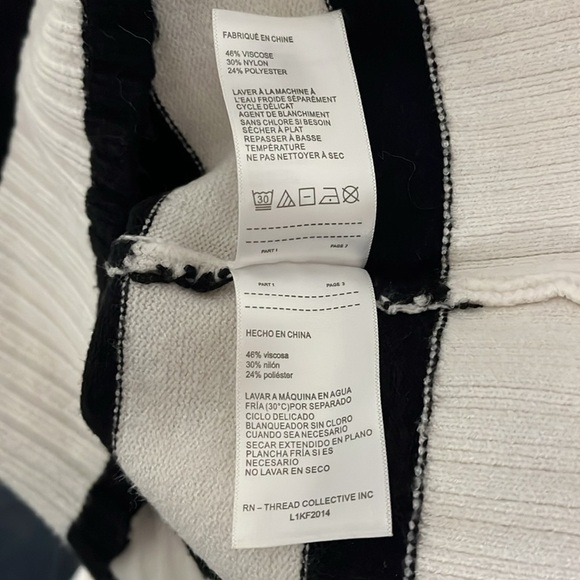 FABRIQUÉ EN CHINE
46% VISCOSE
30% NYLON
24% POLYESTER
LAVER À LA MACHINE À
L'EAU FROIDE SÉPARÉMENT
CYCLE DÉLICAT
AGENT DE BLANCHIMENT
SANS CHLORE SI BESOIN
SÉCHER À PLAT
REPASSER À BASSE
TEMPÉRATURE
NE PAS NETTOYER À SEC
30
PART 1 PAGE 2
PART 1 PAGE 3
HECHO EN CHINA
46% viscosa
30% nilón
24% poliéster
LAVAR A MÁQUINA EN AGUA
FRÍA (30°C)POR SEPARADO
CICLO DELICADO
BLANQUEADOR SIN CLORO
CUANDO SEA NECESARIO
SECAR EXTENDIDO EN PLANO
PLANCHA FRÍA SI ES
NECESARIO
NO LAVAR EN SECO
RN – THREAD COLLECTIVE INC
L1KF2014